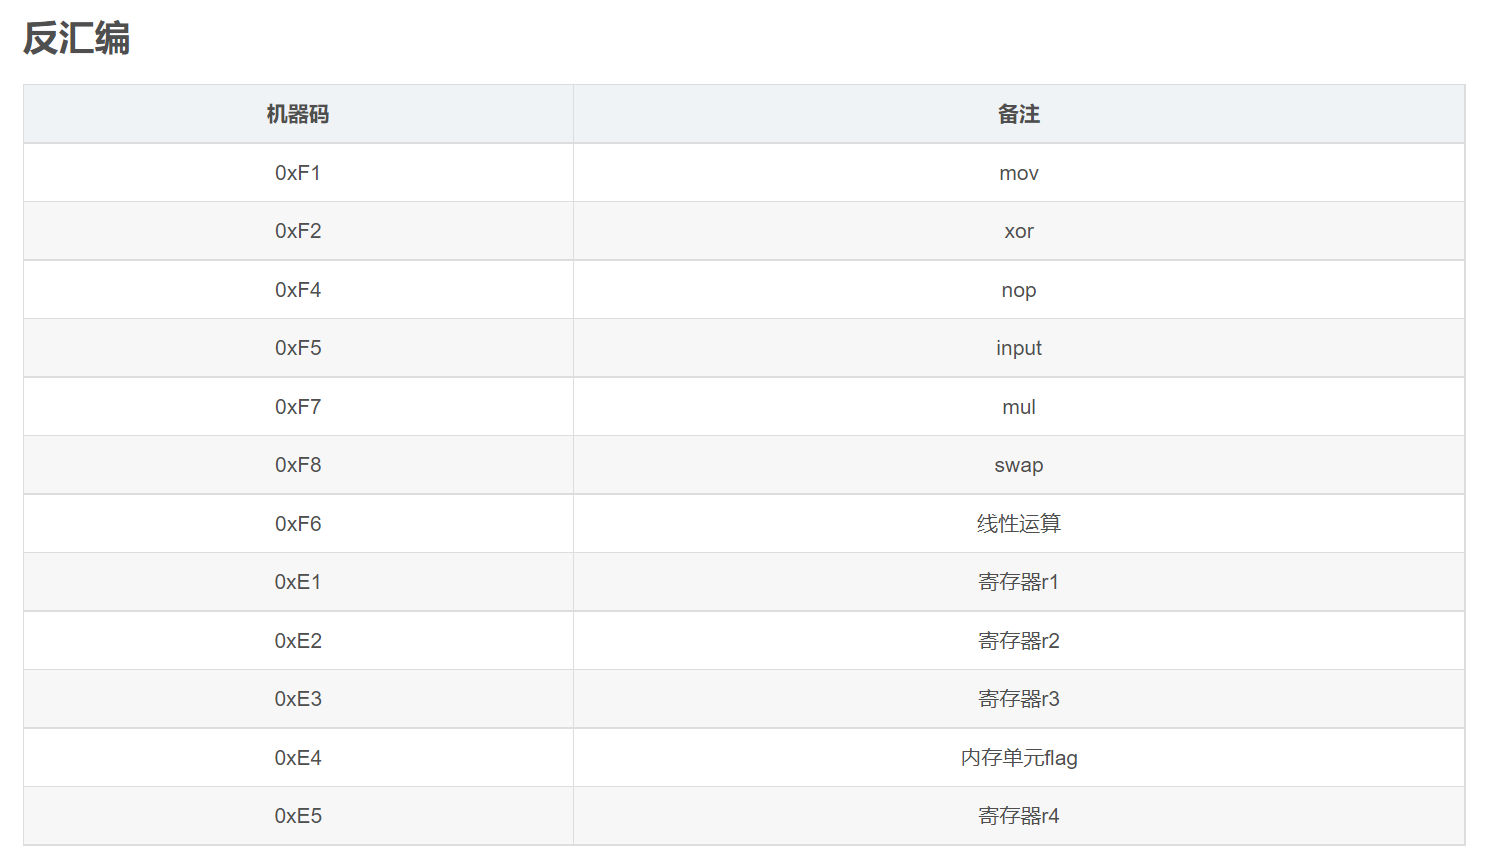 反汇编
机器码 备注
0xF1 mov
0xF2 xor
0xF4 nop
0xF5 input
0xF7 mul
0xF8 swap
0xF6 线性运算
0xE1 寄存器r1
0xE2 寄存器r2
0xE3 寄存器r3
0xE4 内存单元flag
0xE5 寄存器r4